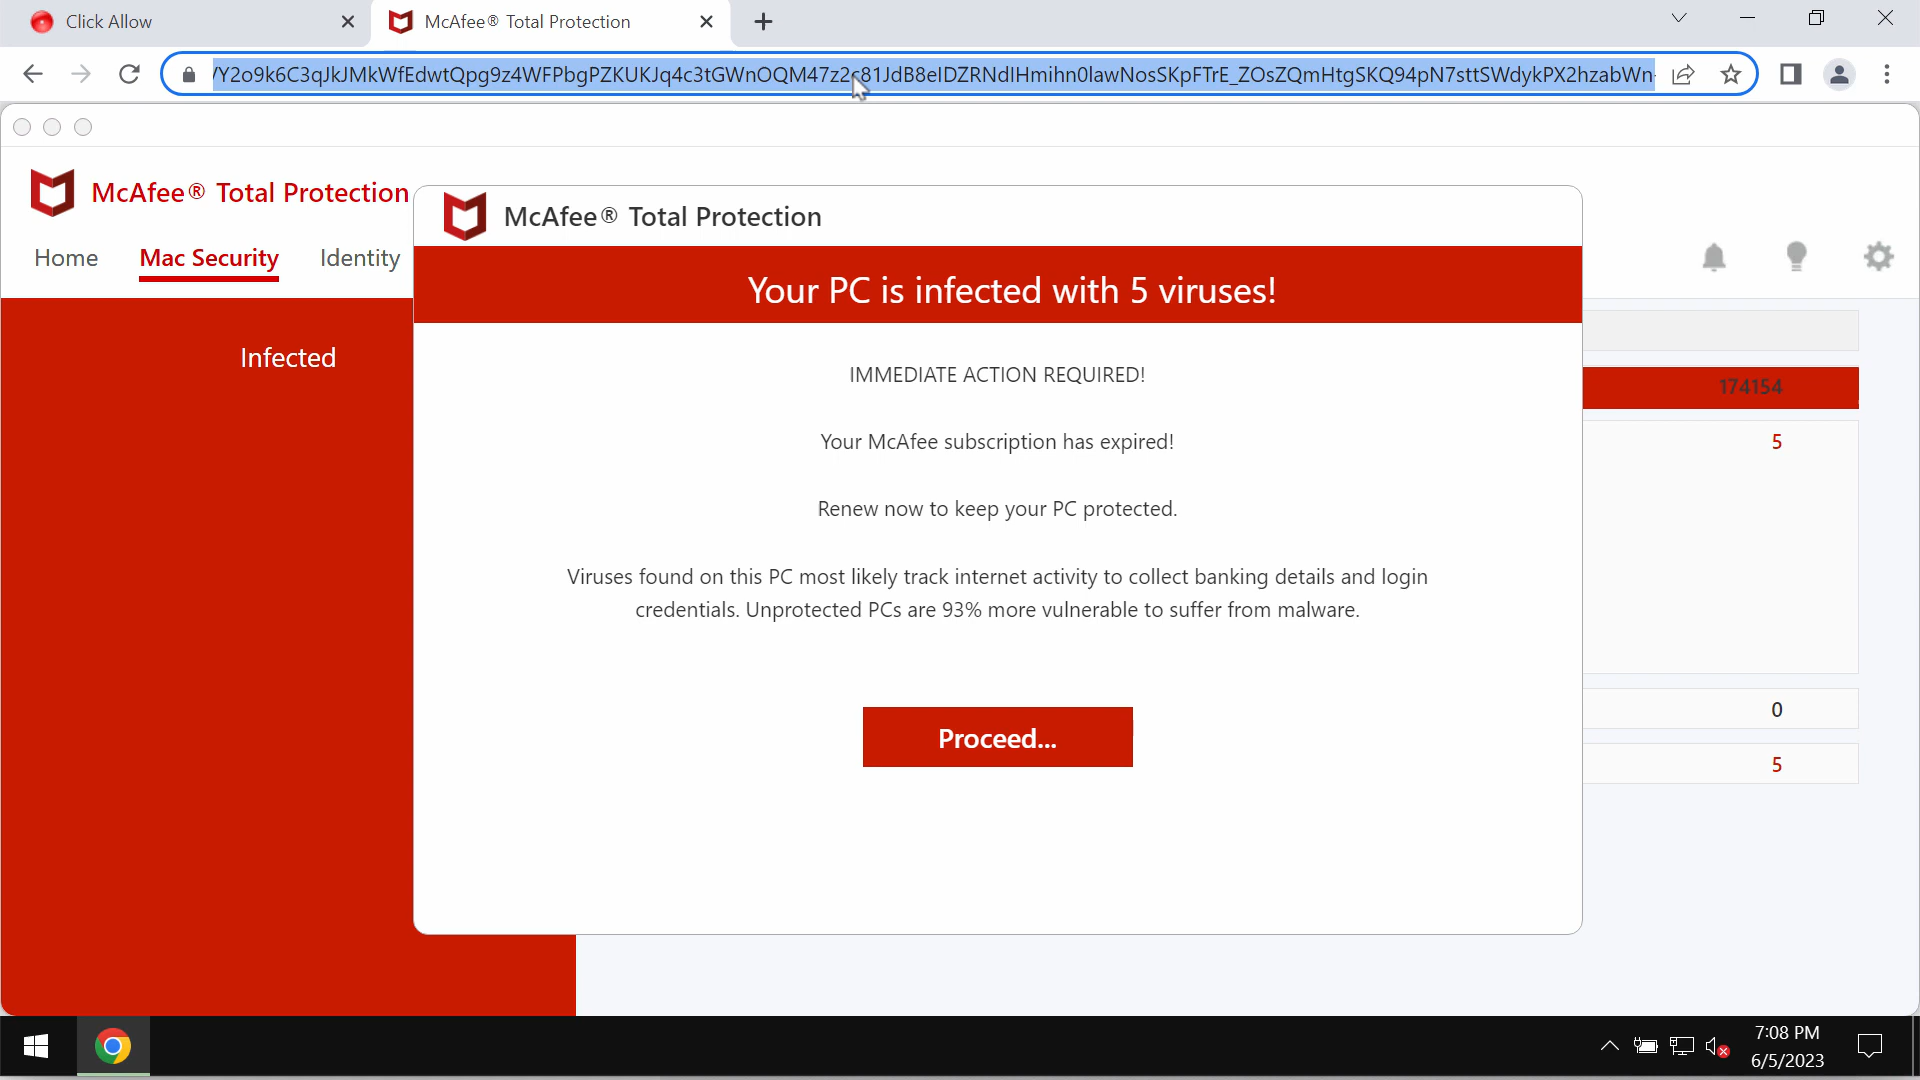 Click Allow
McAfee® Total Protection
/Y2o9k6C3qJkJMkWfEdwtQpg9z4WFPbgPZKUKJq4c3tGWnOQM47z2c81JdB8eIDZRNdIHmihn0lawNosSKpFTrE_ZOsZQmHtgSKQ94pN7sttSWdykPX2hzabWn
McAfee® Total Protection
Home Mac Security Identity
McAfee® Total Protection
Your PC is infected with 5 viruses!
Infected
IMMEDIATE ACTION REQUIRED!
174154
Your McAfee subscription has expired!
5
Renew now to keep your PC protected.
Viruses found on this PC most likely track internet activity to collect banking details and login
credentials. Unprotected PCs are 93% more vulnerable to suffer from malware.
0
Proceed...
5
7:08 PM
6/5/2023